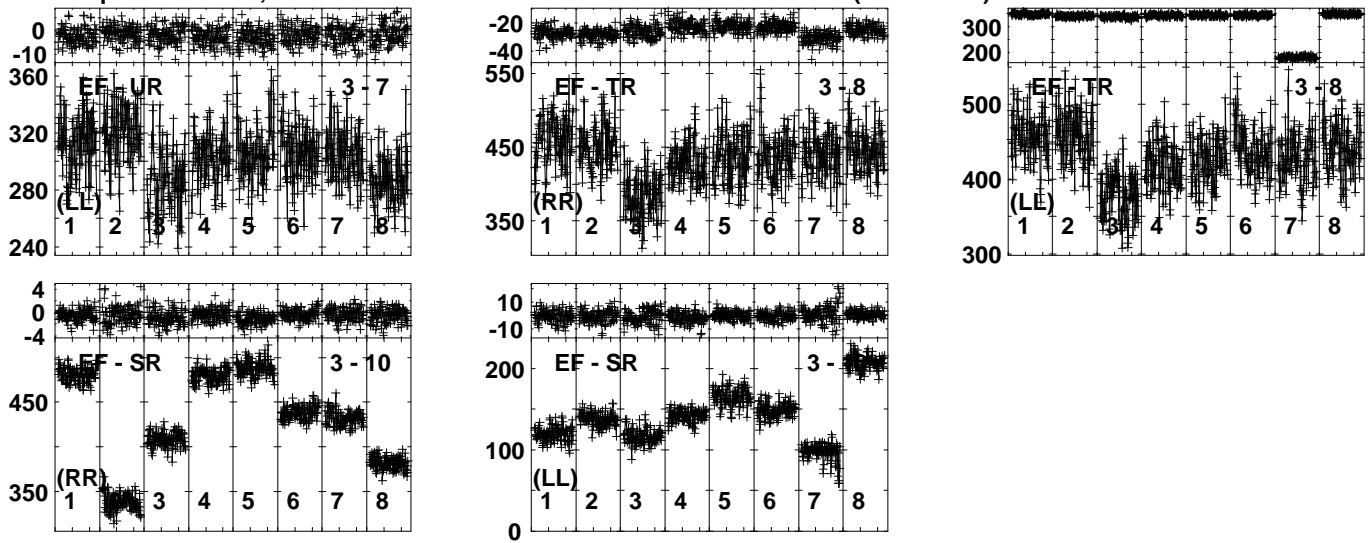 0
-10
360
320
280
240
EF - UR 3 - 7
(LL)
1 2 3 4 5 6 7 8
-20
-40
550
450
350
EF - TR 3 - 8
(RR)
1 2 3 4 5 6 7 8
300
200
500
400
300
EF - TR 3 - 8
(LL)
1 2 3 4 5 6 7 8
4
0
-4
450
350
EF - SR 3 - 10
(RR)
1 2 3 4 5 6 7 8
10
-10
200
100
0
EF - SR 3 -
(LL)
1 2 3 4 5 6 7 8